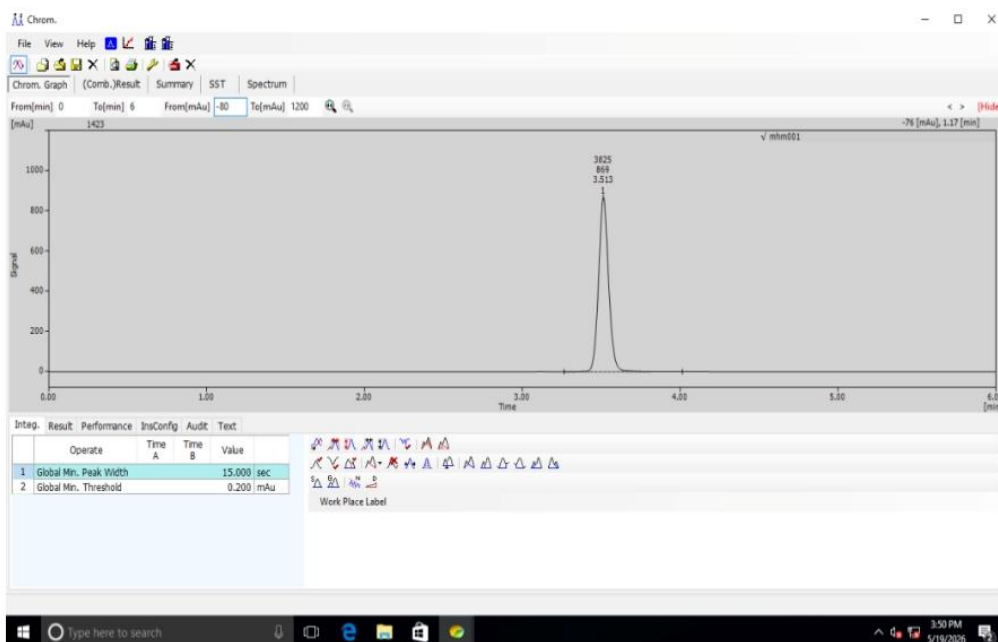 Chrom.
File View Help
Chrom. Graph (Comb.)Result Summary SST Spectrum
From[min] 0 To[min] 6 From[mAu] -80 To[mAu] 1200 < > [Hide
[mAu] 1423 -76 [mAu], 1.17 [min]
√ mhm001
3825
869
3.513
1
1000
800
600
400
200
0
Signal
0.00 1.00 2.00 3.00 4.00 5.00 6.0
Time [min
Integ. Result Performance InsConfig Audit Text
Operate Time A Time B Value
1 Global Min. Peak Width 15.000 sec
2 Global Min. Threshold 0.200 mAu
Work Place Label
Type here to search
3:50 PM
5/19/2026